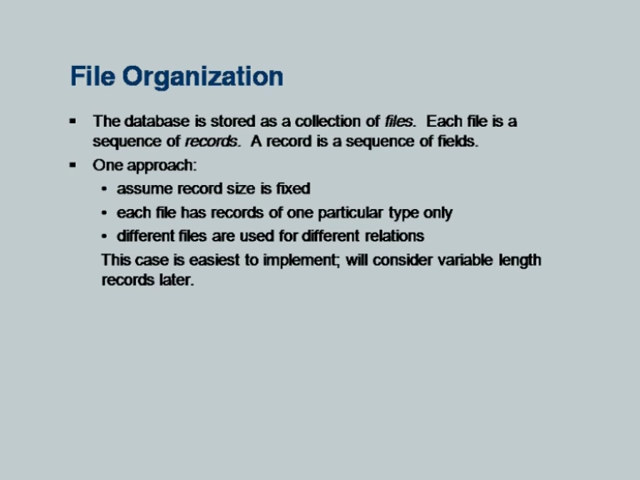 File Organization
▪ The database is stored as a collection of files. Each file is a
sequence of records. A record is a sequence of fields.
▪ One approach:
• assume record size is fixed
• each file has records of one particular type only
• different files are used for different relations
This case is easiest to implement; will consider variable length
records later.